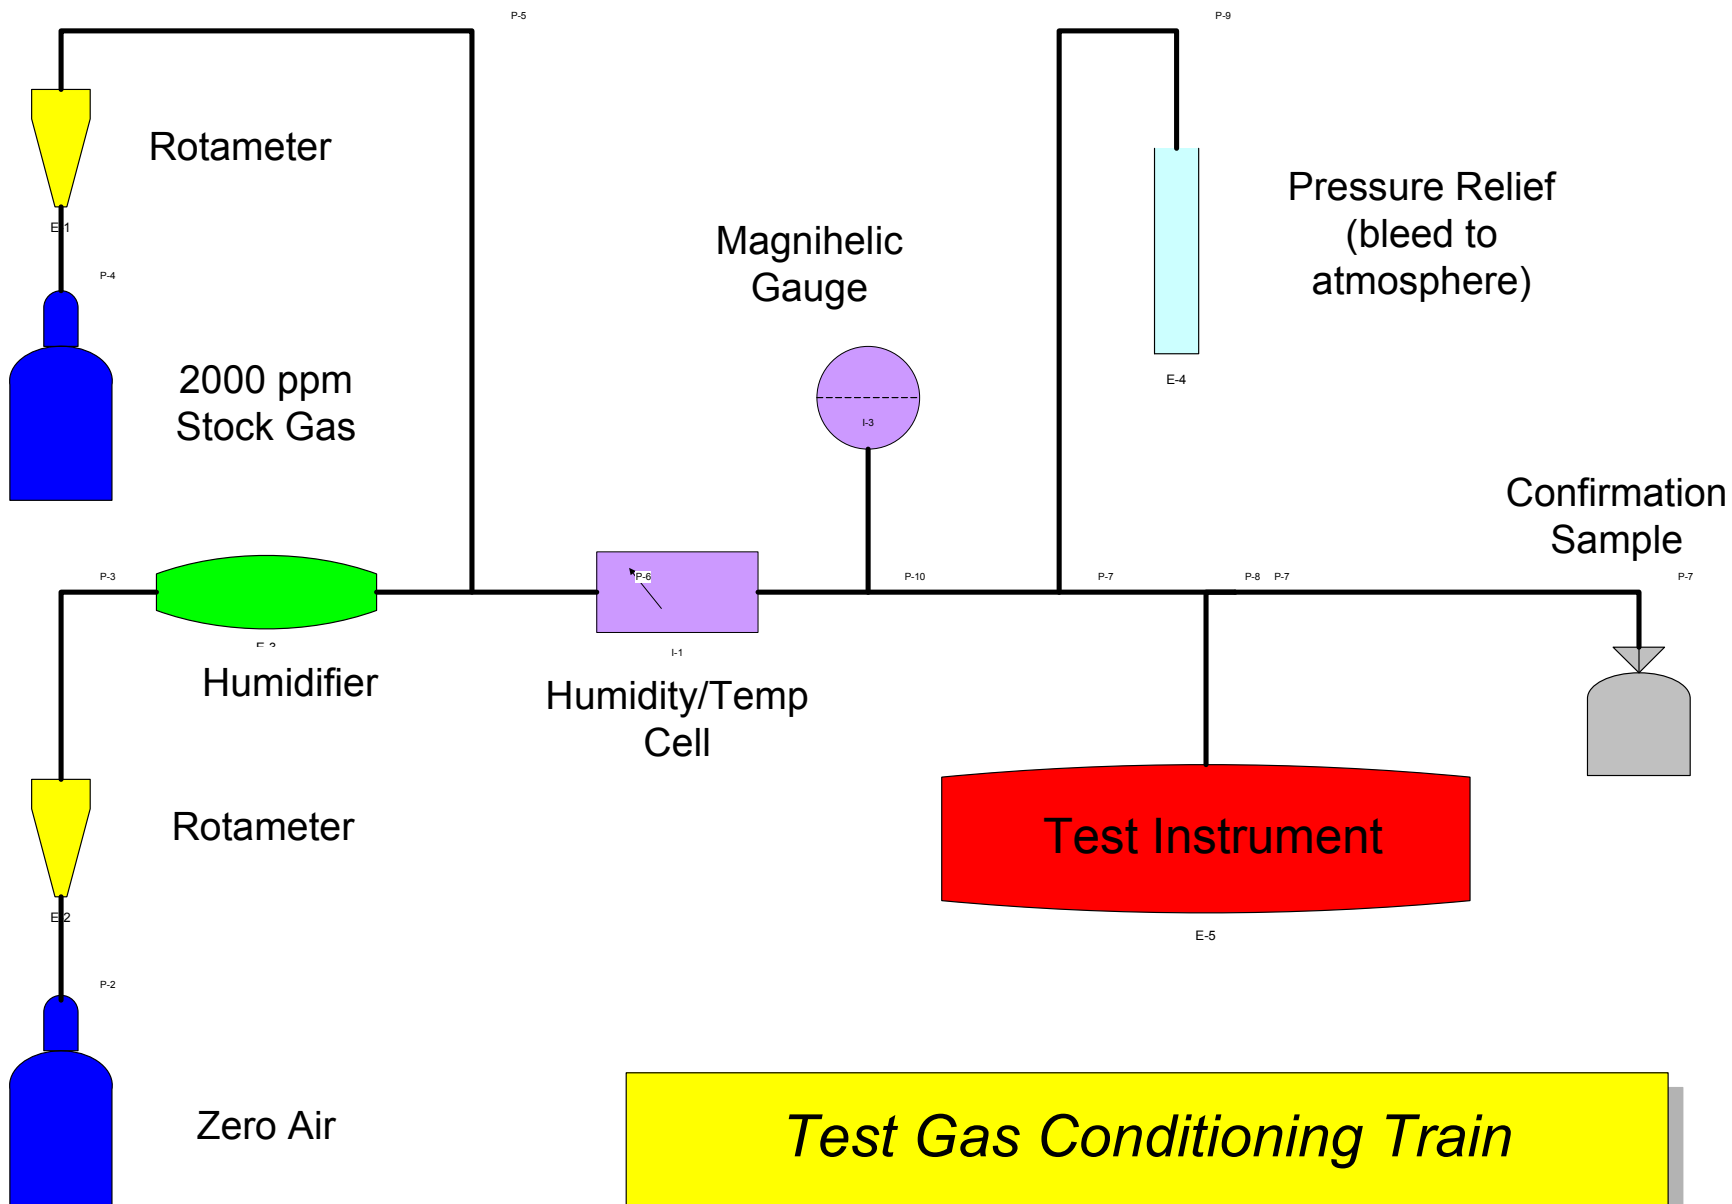 P-5
P-9
Rotameter
E-1
Pressure Relief
(bleed to
atmosphere)
Magnihelic
Gauge
P-4
2000 ppm
Stock Gas
E-4
I-3
Confirmation
Sample
P-3
P-6
P-10
P-7
P-8
P-7
P-7
E-3
I-1
Humidifier
Humidity/Temp
Cell
Rotameter
Test Instrument
E-2
E-5
P-2
Zero Air
Test Gas Conditioning Train